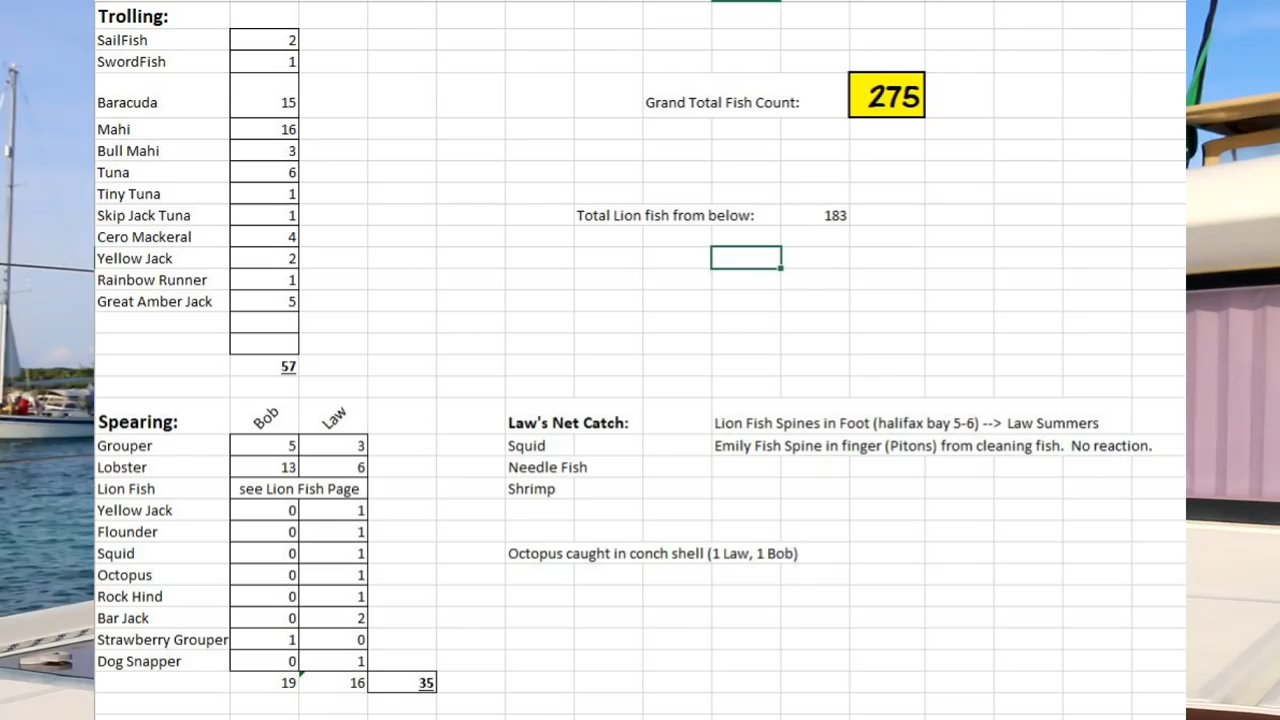 Trolling:
SailFish 2
SwordFish 1
Baracuda 15 Grand Total Fish Count: 275
Mahi 16
Bull Mahi 3
Tuna 6
Tiny Tuna 1
Skip Jack Tuna 1 Total Lion fish from below: 183
Cero Mackeral 4
Yellow Jack 2
Rainbow Runner 1
Great Amber Jack 5
57
Spearing: Bob Law Law's Net Catch: Lion Fish Spines in Foot (halifax bay 5-6) --> Law Summers
Grouper 5 3 Squid Emily Fish Spine in finger (Pitons) from cleaning fish. No reaction.
Lobster 13 6 Needle Fish
Lion Fish see Lion Fish Page Shrimp
Yellow Jack 0 1
Flounder 0 1
Squid 0 1 Octopus caught in conch shell (1 Law, 1 Bob)
Octopus 0 1
Rock Hind 0 1
Bar Jack 0 2
Strawberry Grouper 1 0
Dog Snapper 0 1
19 16 35